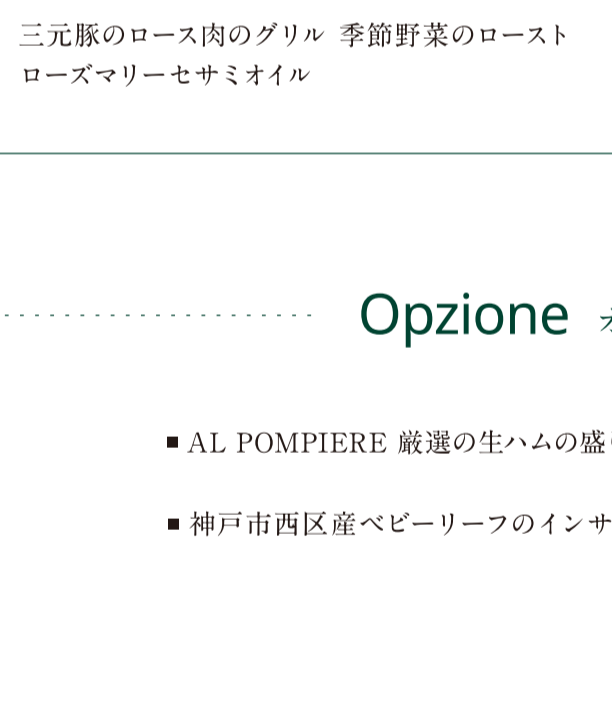 三元豚のロース肉のグリル 季節野菜のロースト
ローズマリーセサミオイル
Opzione
■ AL POMPIERE 厳選の生ハムの盛
■ 神戸市西区産ベビーリーフのインサ